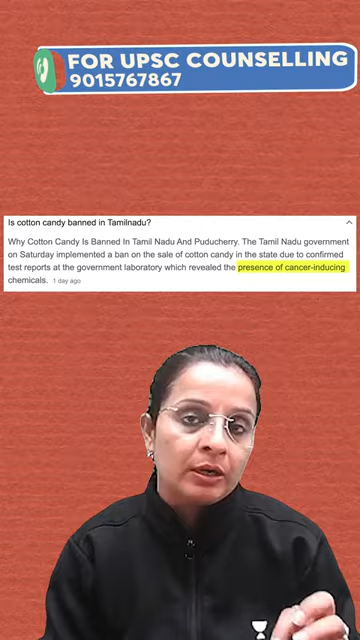 FOR UPSC COUNSELLING
9015767867
Is cotton candy banned in Tamilnadu?
Why Cotton Candy Is Banned In Tamil Nadu And Puducherry. The Tamil Nadu government
on Saturday implemented a ban on the sale of cotton candy in the state due to confirmed
test reports at the government laboratory which revealed the presence of cancer-inducing
chemicals. 1 day ago